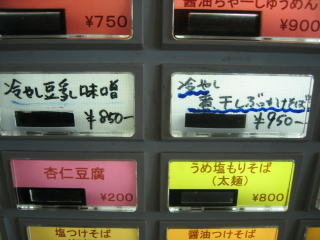 ¥750
醤油ちゃーしゅうめん
¥900
冷やし豆乳味噌
¥850-
冷やし
煮干しぶっかけそば
¥950-
杏仁豆腐
¥200
うめ塩もりそば
(太麺)
¥800
塩つけそば
醤油つけそば